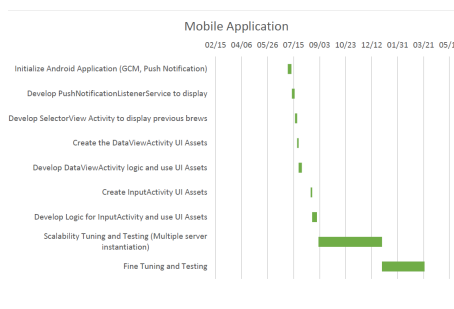 Mobile Application
02/15 04/06 05/26 07/15 09/03 10/23 12/12 01/31 03/21
Initialize Android Application (GCM, Push Notification)
Develop PushNotificationListenerService to display
Develop SelectorView Activity to display previous brews
Create the DataViewActivity UI Assets
Develop DataViewActivity logic and use UI Assets
Create InputActivity UI Assets
Develop Logic for InputActivity and use UI Assets
Scalability Tuning and Testing (Multiple server
instantiation)
Fine Tuning and Testing